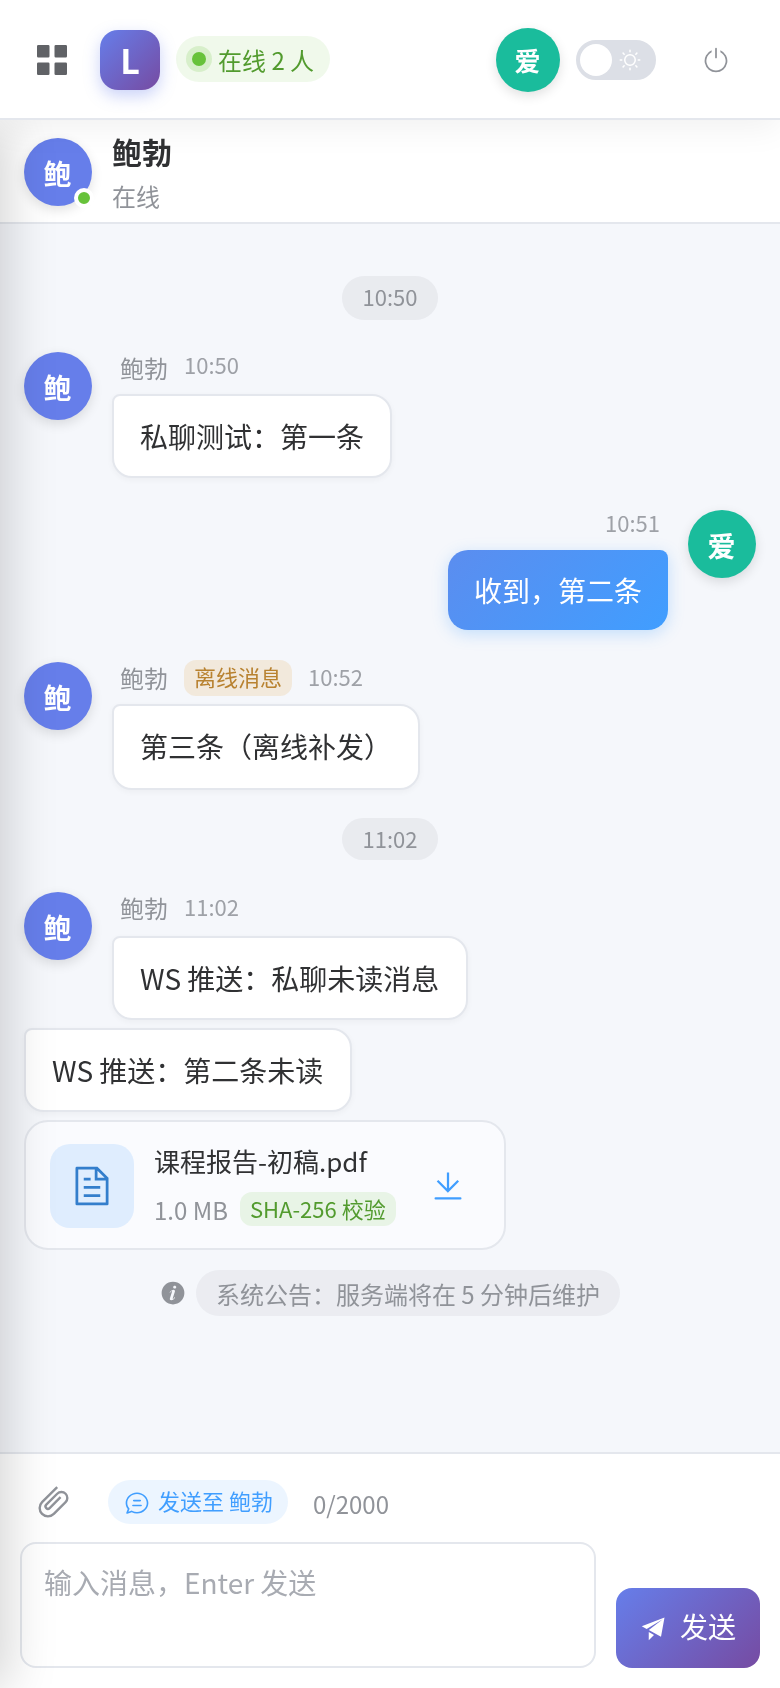 L
在线 2 人
爱
鲍
鲍勃
在线
10:50
鲍
鲍勃 10:50
私聊测试：第一条
10:51
爱
收到，第二条
鲍
鲍勃 离线消息 10:52
第三条（离线补发）
11:02
鲍
鲍勃 11:02
WS 推送：私聊未读消息
WS 推送：第二条未读
课程报告-初稿.pdf
1.0 MB SHA-256 校验
系统公告：服务端将在 5 分钟后维护
发送至 鲍勃 0/2000
输入消息，Enter 发送
发送